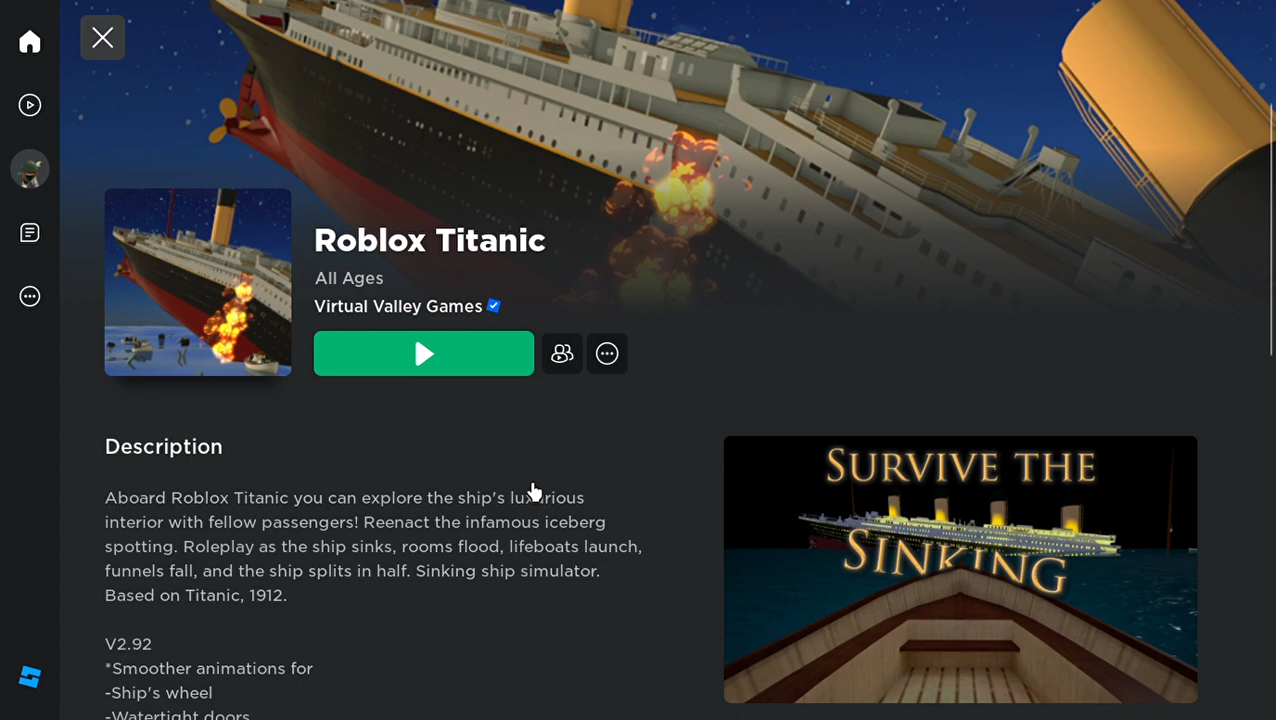 Roblox Titanic
All Ages
Virtual Valley Games
Description
Aboard Roblox Titanic you can explore the ship's luxurious
interior with fellow passengers! Reenact the infamous iceberg
spotting. Roleplay as the ship sinks, rooms flood, lifeboats launch,
funnels fall, and the ship splits in half. Sinking ship simulator.
Based on Titanic, 1912.
V2.92
*Smoother animations for
-Ship's wheel
-Watertight doors
SURVIVE THE
SINKING